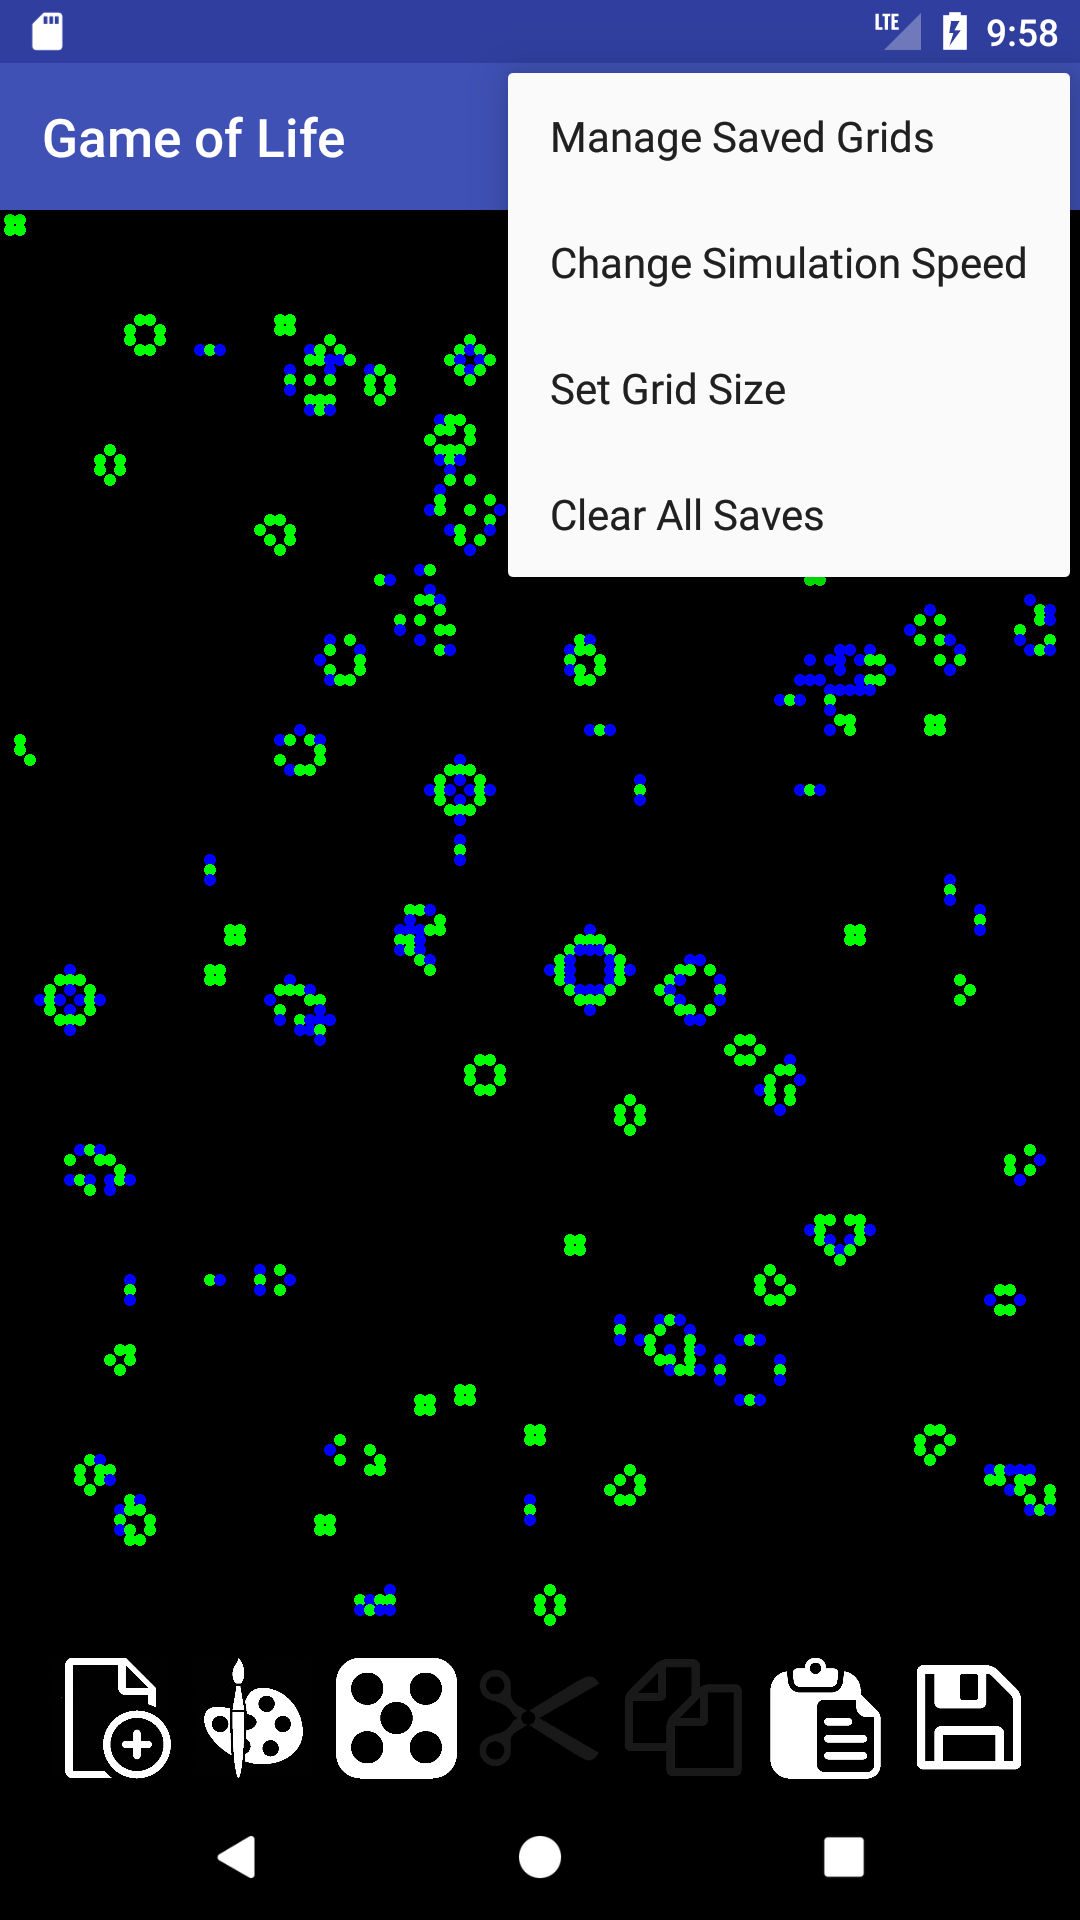 LTE 9:58
Game of Life
Manage Saved Grids
Change Simulation Speed
Set Grid Size
Clear All Saves